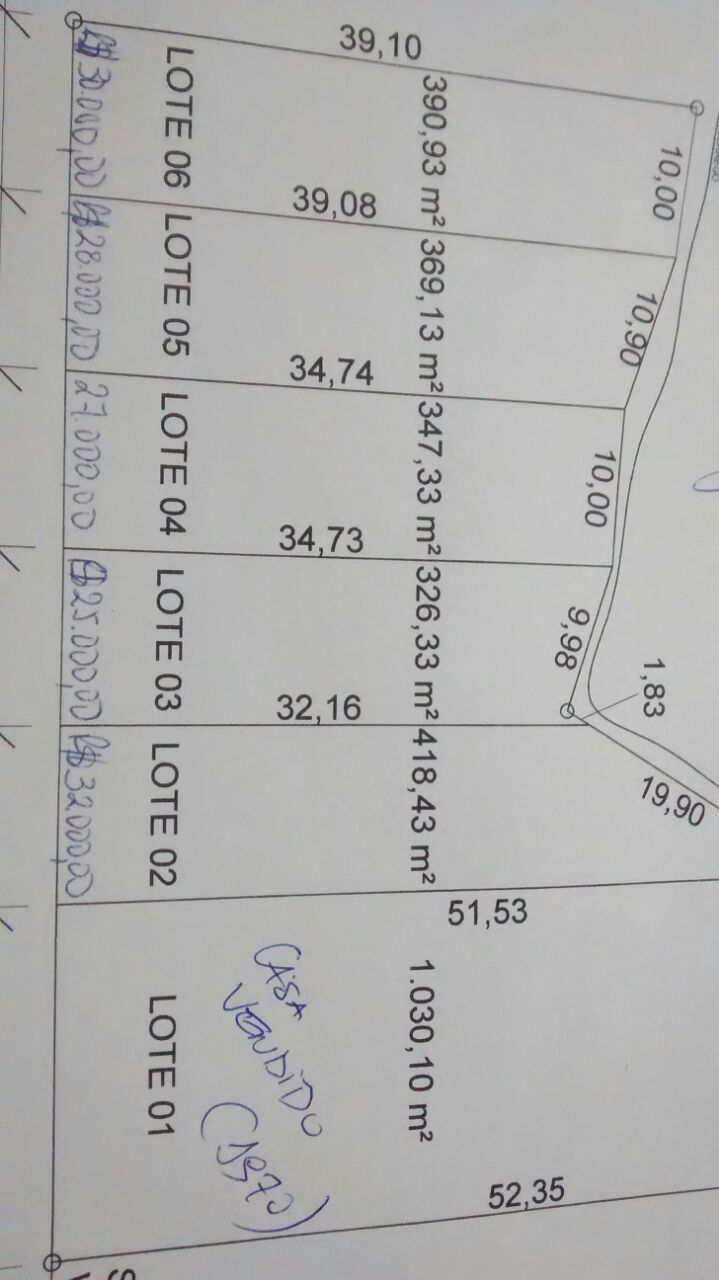 39,10
R$30.000,00
LOTE 06
390,93 m²
10,00
39,08
R$28.000,00
LOTE 05
369,13 m²
10,90
34,74
27.000,00
LOTE 04
347,33 m²
10,00
34,73
R$25.000,00
LOTE 03
326,33 m²
9,98
1,83
32,16
R$32.000,00
LOTE 02
418,43 m²
19,90
51,53
LOTE 01
CASA
VENDIDO
1.030,10 m²
52,35